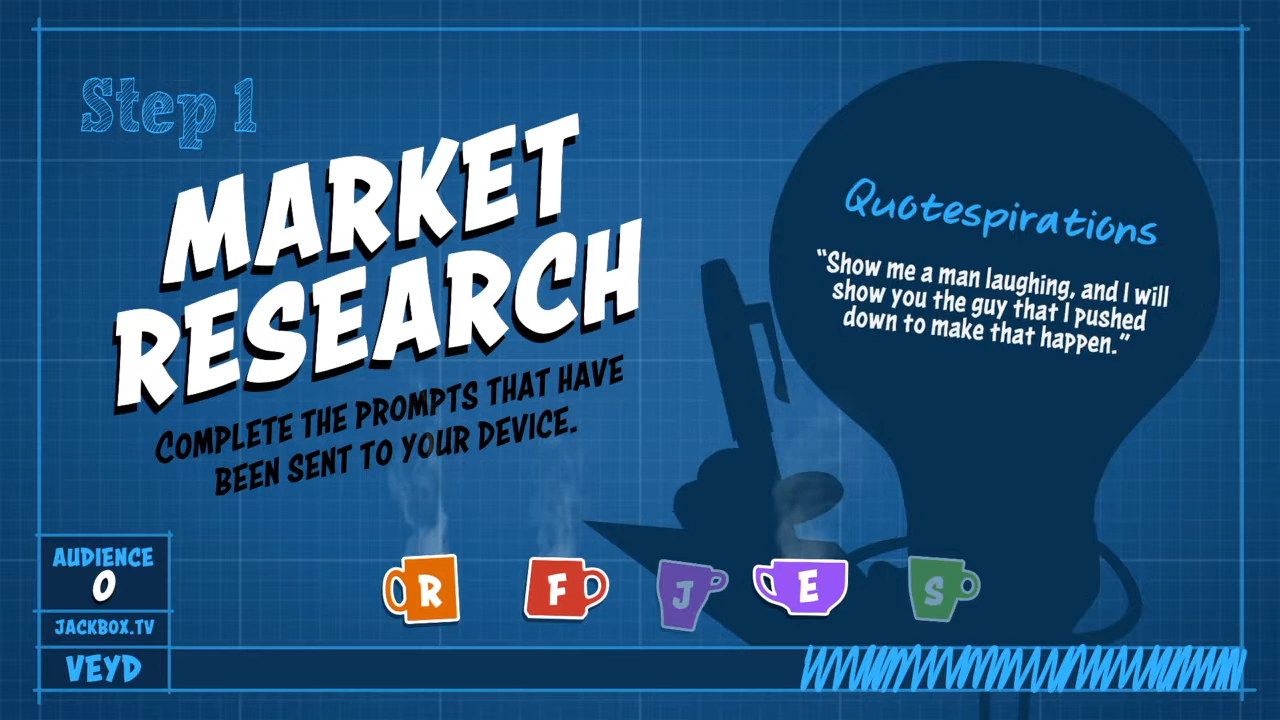 Step 1
MARKET
RESEARCH
COMPLETE THE PROMPTS THAT HAVE
BEEN SENT TO YOUR DEVICE.
Quotespirations
“Show me a man laughing, and I will
show you the guy that I pushed
down to make that happen.”
R
F
J
E
S
AUDIENCE
0
JACKBOX.TV
VEYD